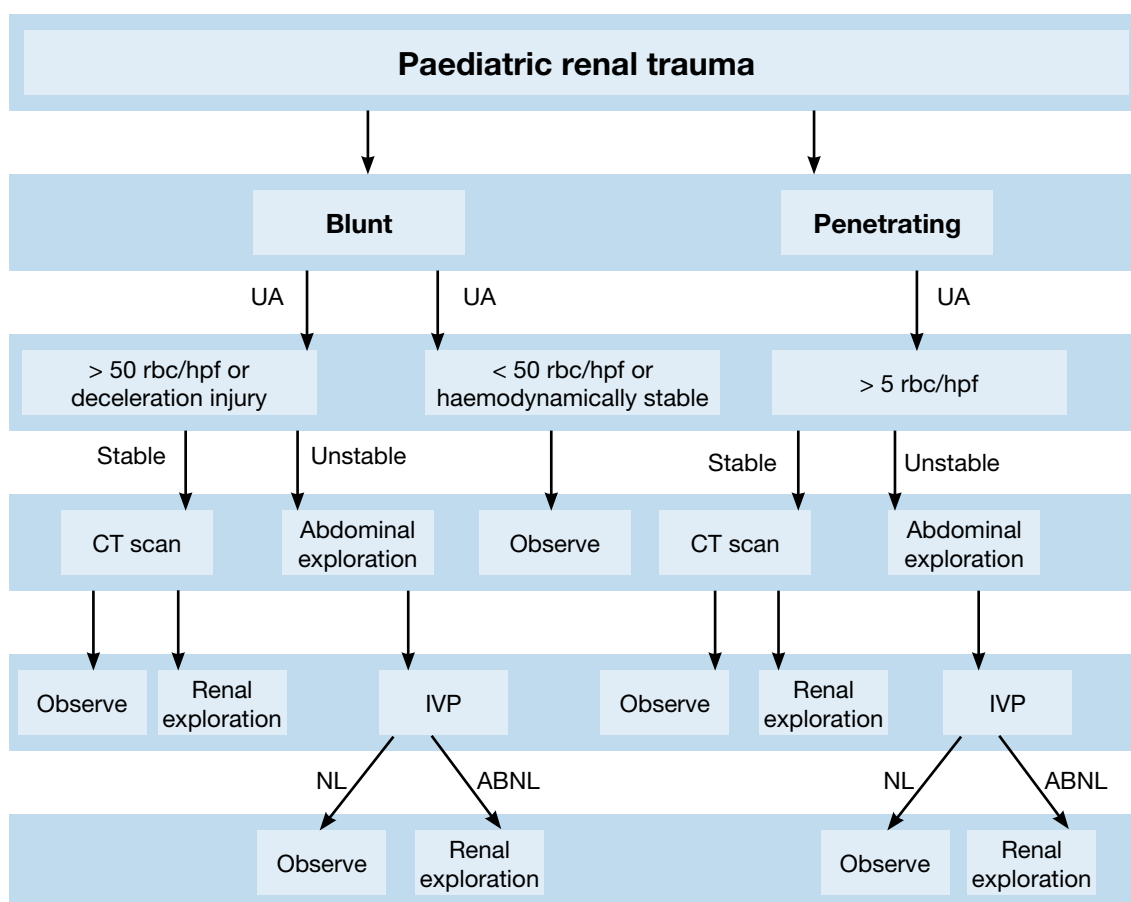 Paediatric renal trauma
Blunt
Penetrating
UA
UA
UA
> 50 rbc/hpf or
deceleration injury
< 50 rbc/hpf or
haemodynamically stable
> 5 rbc/hpf
Stable
Unstable
Stable
Unstable
CT scan
Abdominal
exploration
Observe
CT scan
Abdominal
exploration
Observe
Renal
exploration
IVP
Observe
Renal
exploration
IVP
NL
ABNL
NL
ABNL
Observe
Renal
exploration
Observe
Renal
exploration